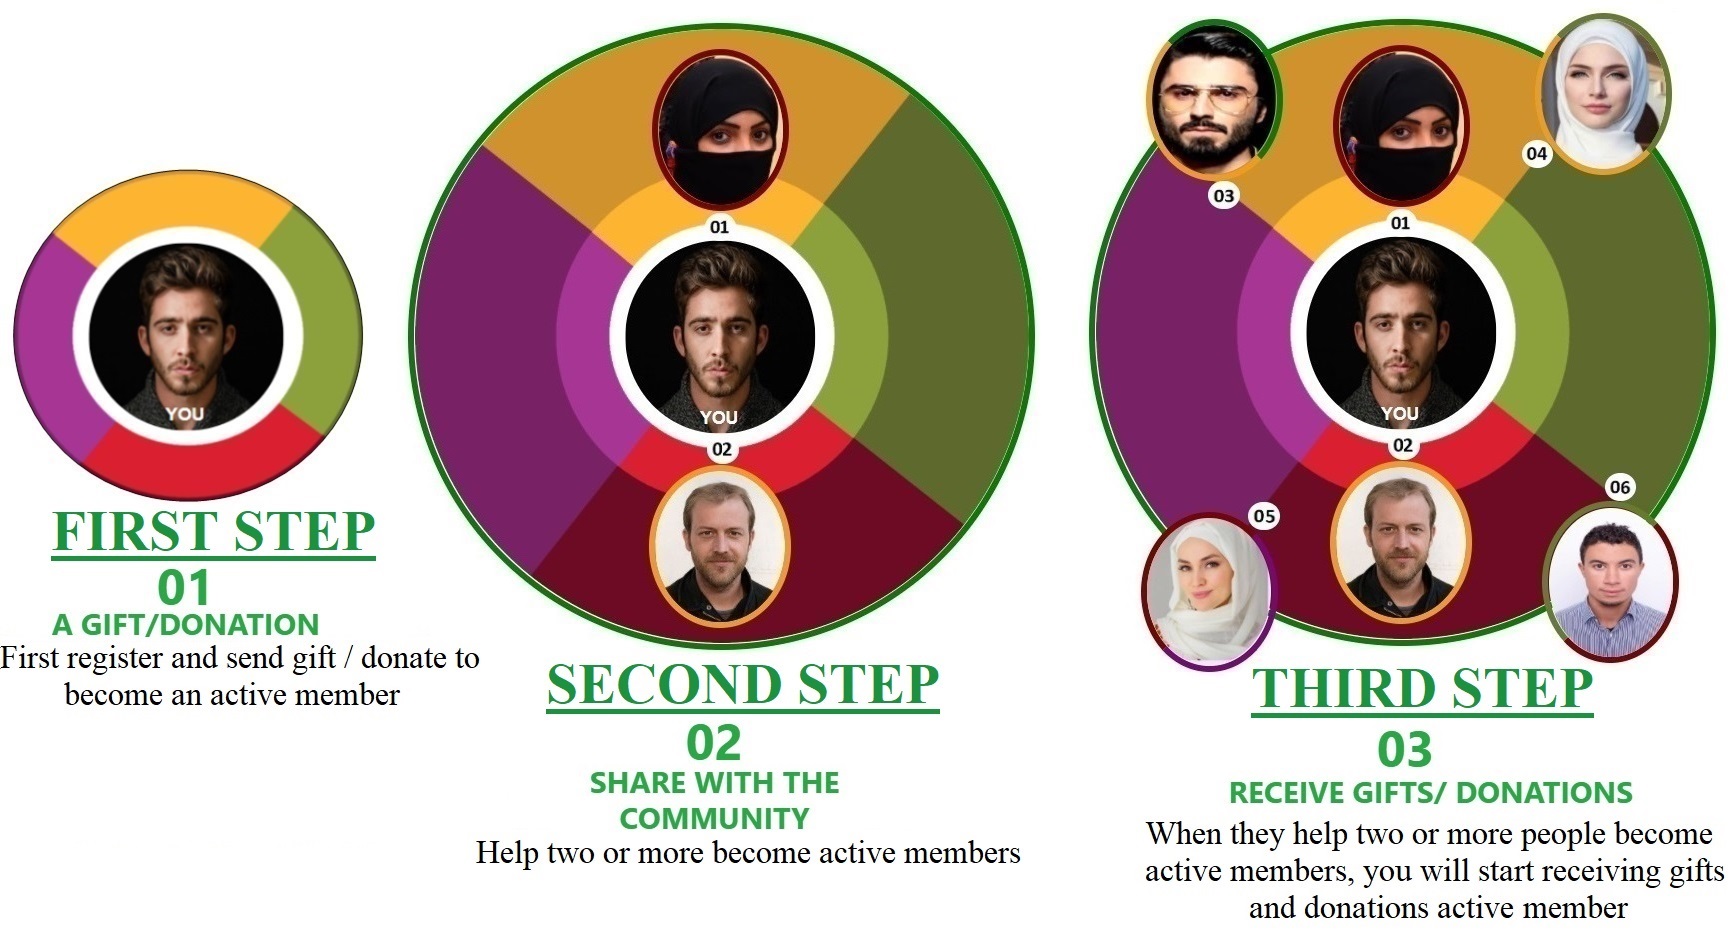 YOU
FIRST STEP
01
A GIFT/DONATION
First register and send gift / donate to
become an active member
01
YOU
02
SECOND STEP
02
SHARE WITH THE
COMMUNITY
Help two or more become active members
03
04
01
YOU
02
05
06
THIRD STEP
03
RECEIVE GIFTS/ DONATIONS
When they help two or more people become
active members, you will start receiving gifts
and donations active member